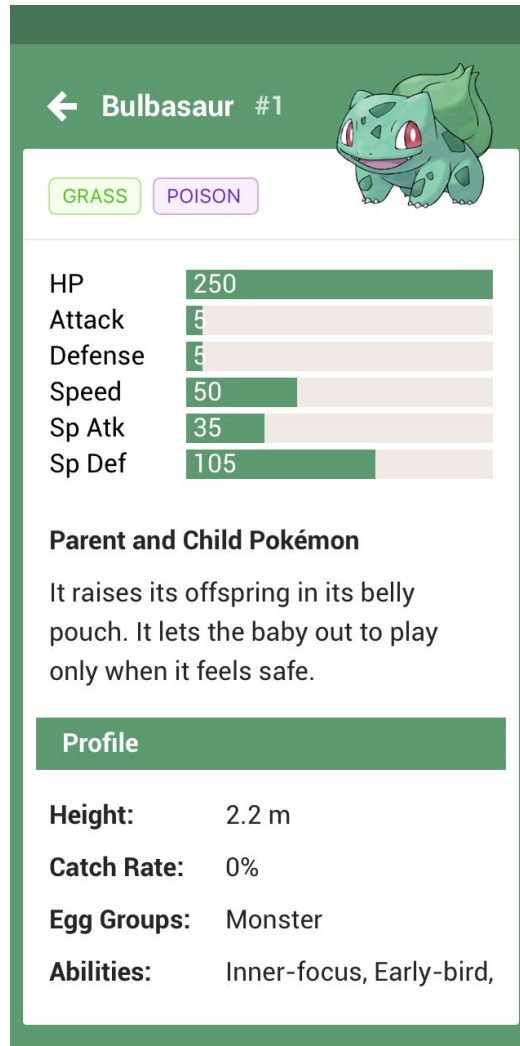 Bulbasaur #1
GRASS POISON
HP 250
Attack 5
Defense 5
Speed 50
Sp Atk 35
Sp Def 105
Parent and Child Pokémon
It raises its offspring in its belly
pouch. It lets the baby out to play
only when it feels safe.
Profile
Height: 2.2 m
Catch Rate: 0%
Egg Groups: Monster
Abilities: Inner-focus, Early-bird,